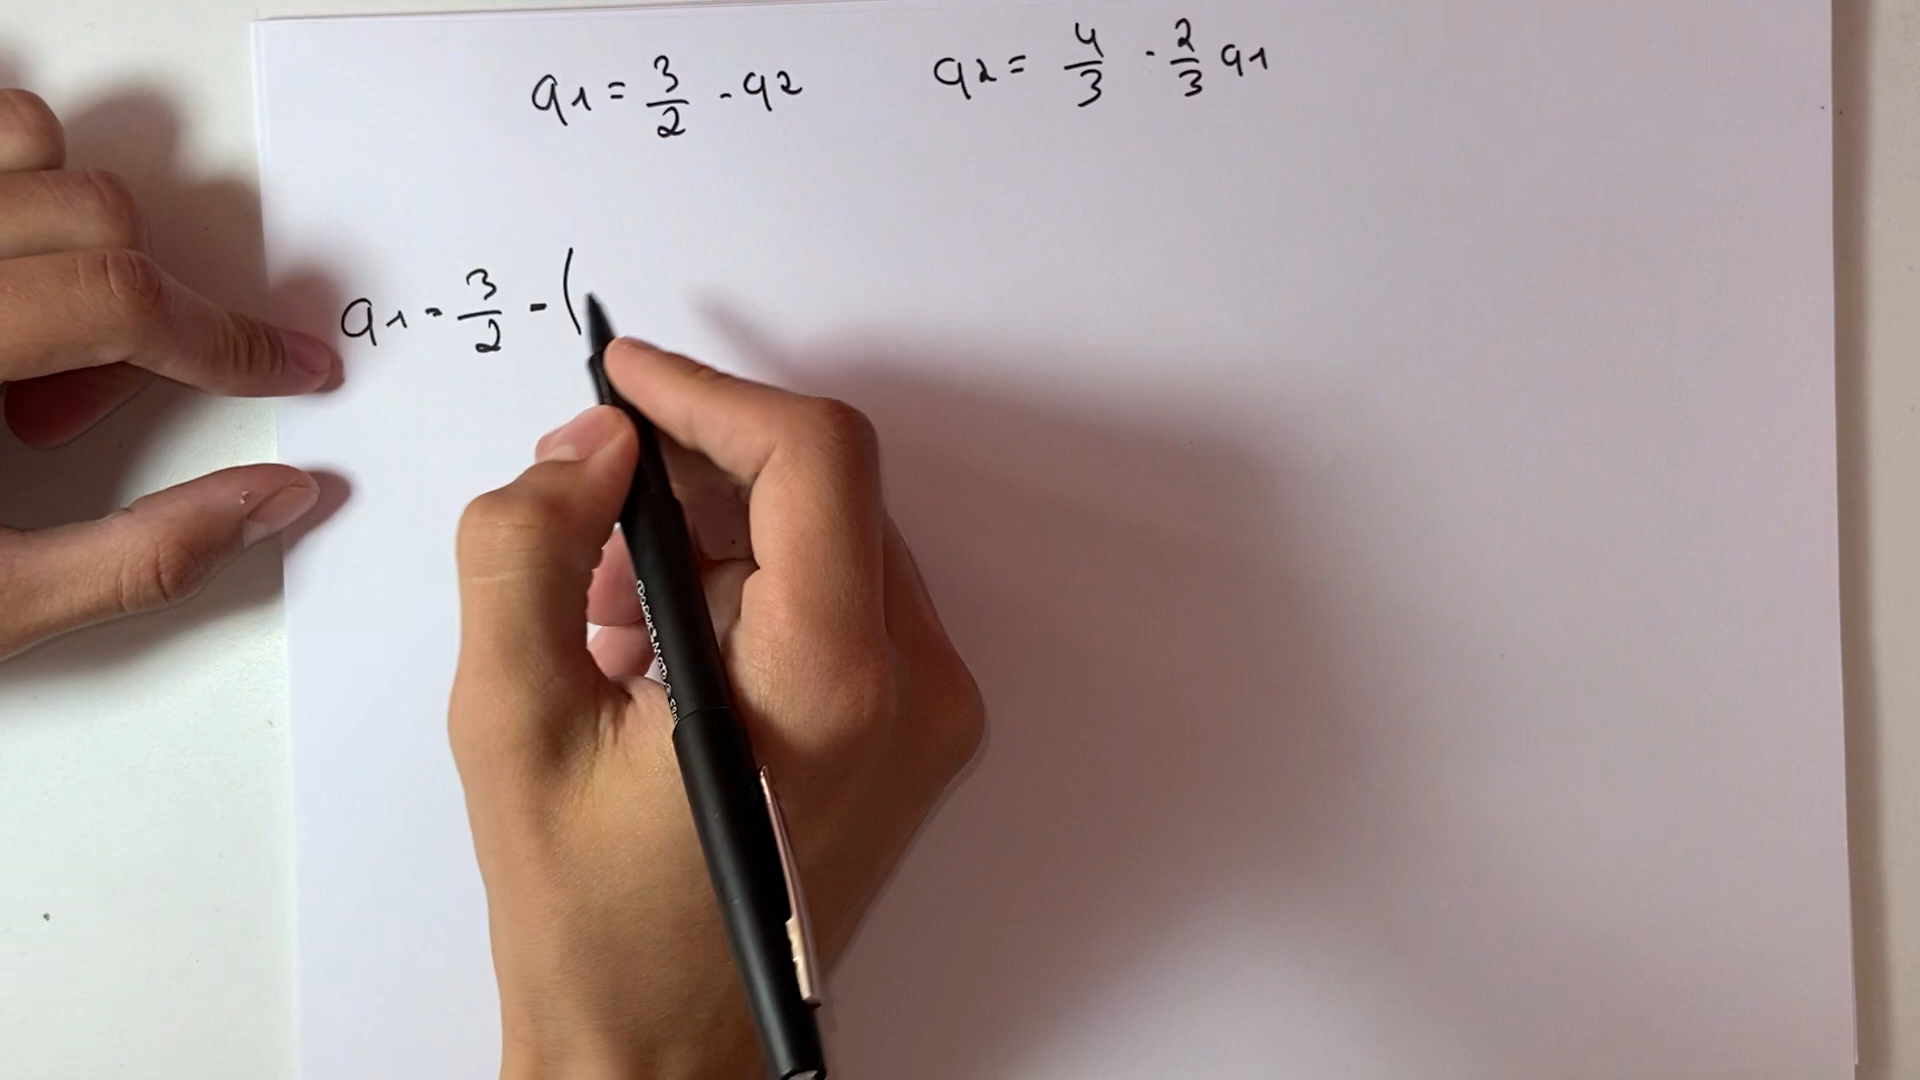 q1 = 3/2 - q2    q2 = 4/3 - 2/3 q1
q1 = 3/2 - (